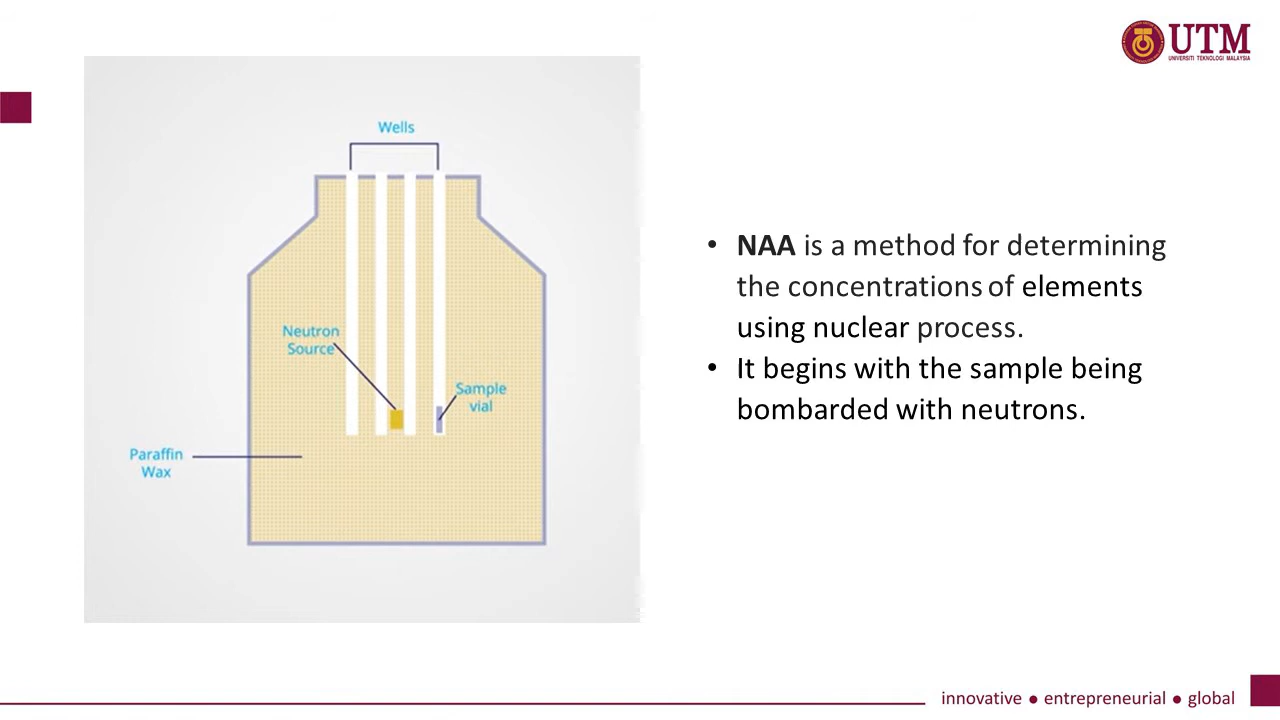 UTM
UNIVERSITI TEKNOLOGI MALAYSIA
Wells
Neutron
Source
Sample
vial
Paraffin
Wax
• NAA is a method for determining
the concentrations of elements
using nuclear process.
• It begins with the sample being
bombarded with neutrons.
innovative ● entrepreneurial ● global